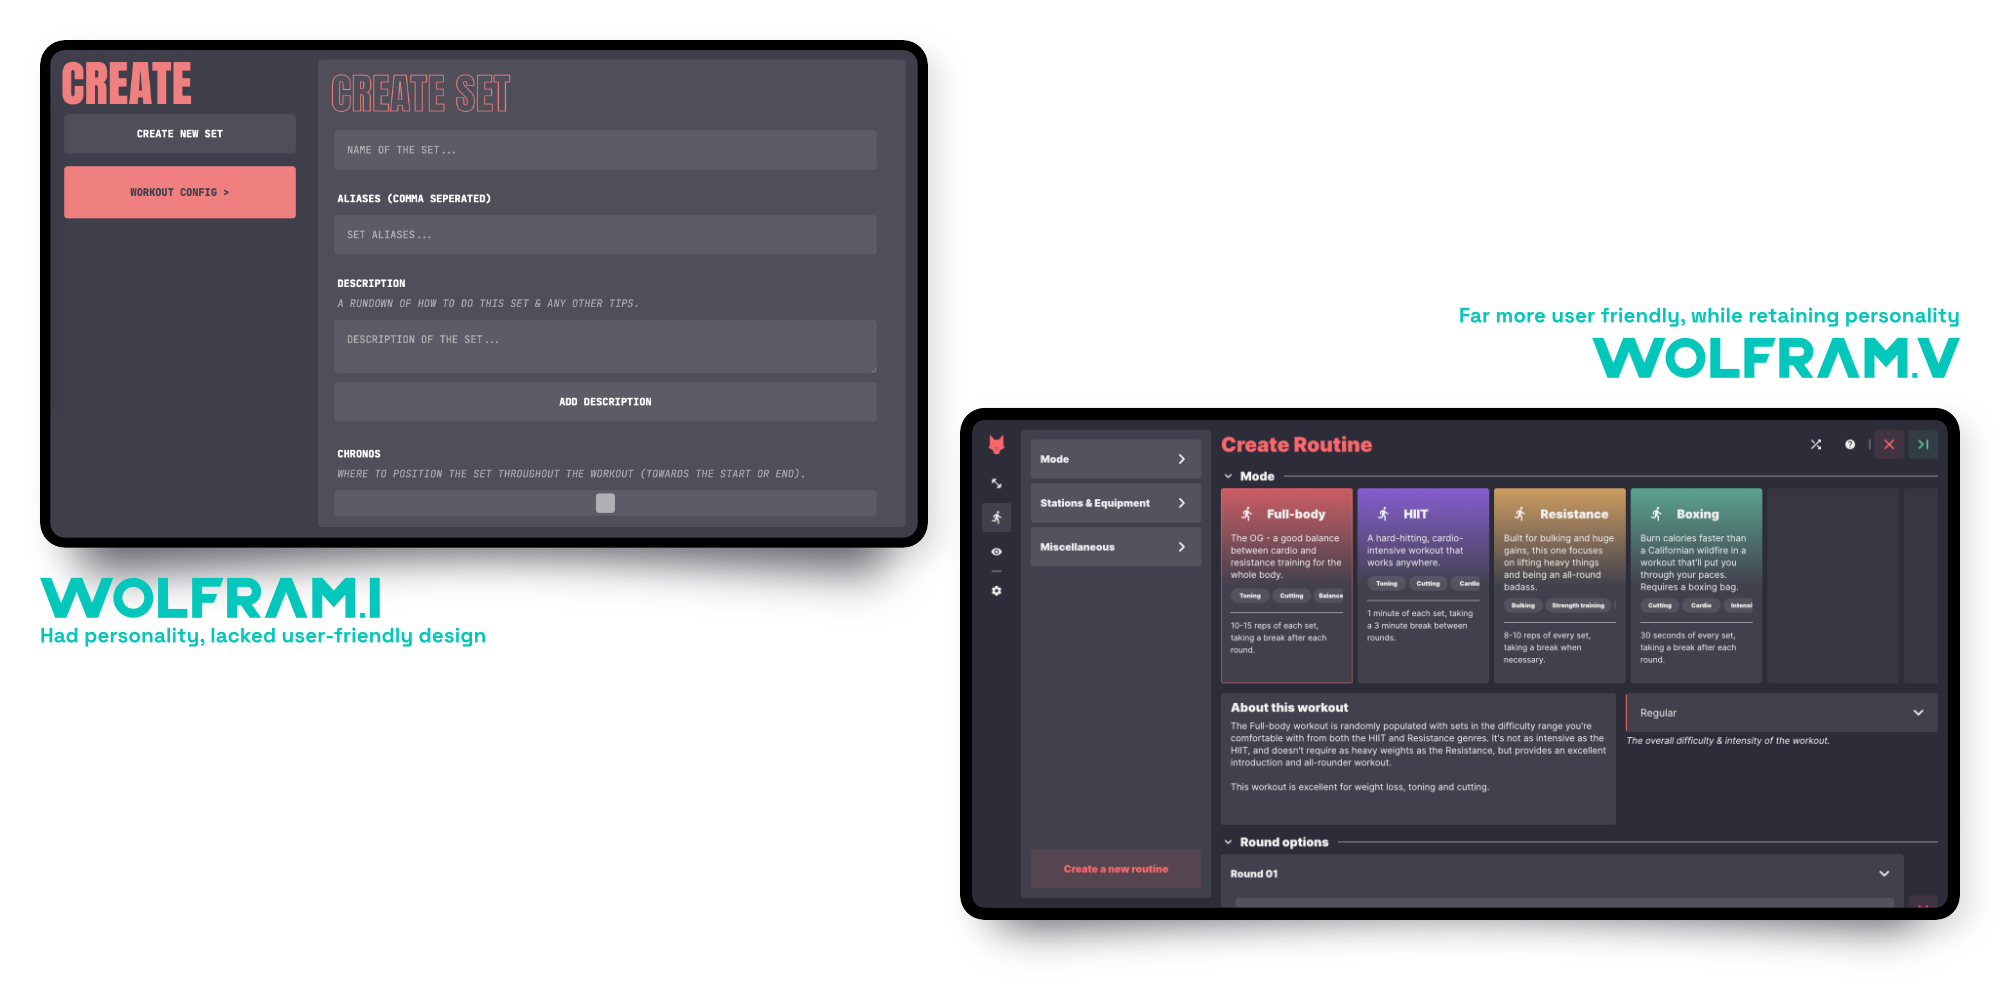 CREATE
CREATE NEW SET
WORKOUT CONFIG >
CREATE SET
NAME OF THE SET...
ALIASES (COMMA SEPERATED)
SET ALIASES...
DESCRIPTION
A RUNDOWN OF HOW TO DO THIS SET & ANY OTHER TIPS.
DESCRIPTION OF THE SET...
ADD DESCRIPTION
CHRONOS
WHERE TO POSITION THE SET THROUGHOUT THE WORKOUT (TOWARDS THE START OR END).
WOLFRAM.I
Had personality, lacked user-friendly design
Far more user friendly, while retaining personality
WOLFRAM.V
Mode
Stations & Equipment
Miscellaneous
Create a new routine
Create Routine
Mode
Full-body
The OG - a good balance
between cardio and
resistance training for the
whole body.
Toning Cutting Balance
10-15 reps of each set,
taking a break after each
round.
HIIT
A hard-hitting, cardio-
intensive workout that
works anywhere.
Toning Cutting Cardio
1 minute of each set, taking
a 3 minute break between
rounds.
Resistance
Built for bulking and huge
gains, this one focuses
on lifting heavy things
and being an all-round
badass.
Bulking Strength training
8-10 reps of every set,
taking a break when
necessary.
Boxing
Burn calories faster than
a Californian wildfire in a
workout that'll put you
through your paces.
Requires a boxing bag.
Cutting Cardio Intensi
30 seconds of every set,
taking a break after each
round.
About this workout
The Full-body workout is randomly populated with sets in the difficulty range you're
comfortable with from both the HIIT and Resistance genres. It's not as intensive as the
HIIT, and doesn't require as heavy weights as the Resistance, but provides an excellent
introduction and all-rounder workout.
This workout is excellent for weight loss, toning and cutting.
Regular
The overall difficulty & intensity of the workout.
Round options
Round 01